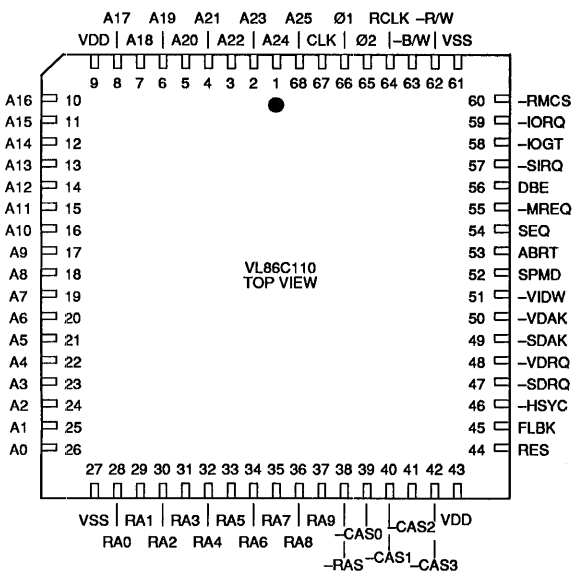 A17 A19 A21 A23 A25 Ø1 RCLK –R/W
VDD A18 A20 A22 A24 CLK Ø2 –B/W VSS
9 8 7 6 5 4 3 2 1 68 67 66 65 64 63 62 61
A16 10 60 –RMCS
A15 11 59 –IORQ
A14 12 58 –IOGT
A13 13 57 –SIRQ
A12 14 56 DBE
A11 15 55 –MREQ
A10 16 54 SEQ
A9 17 53 ABRT
A8 18 52 SPMD
A7 19 51 –VIDW
A6 20 50 –VDAK
A5 21 49 –SDAK
A4 22 48 –VDRQ
A3 23 47 –SDRQ
A2 24 46 –HSYC
A1 25 45 FLBK
A0 26 44 RES
VL86C110
TOP VIEW
27 28 29 30 31 32 33 34 35 36 37 38 39 40 41 42 43
VSS RA1 RA3 RA5 RA7 RA9 –CAS0 –CAS2 VDD
RA0 RA2 RA4 RA6 RA8 –RAS –CAS1 –CAS3